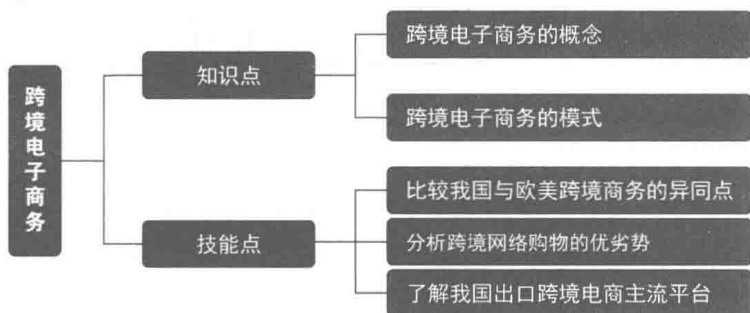 跨境电子商务
知识点
跨境电子商务的概念
跨境电子商务的模式
技能点
比较我国与欧美跨境商务的异同点
分析跨境网络购物的优劣势
了解我国出口跨境电商主流平台